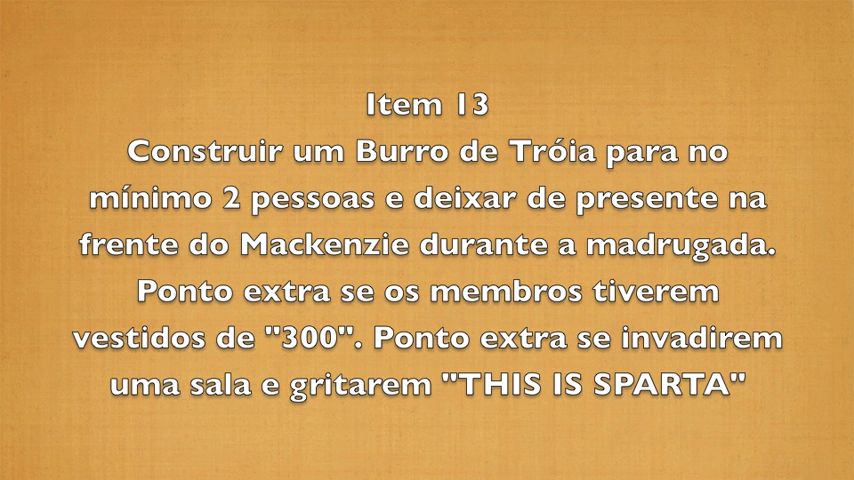 Item 13
Construir um Burro de Tróia para no
mínimo 2 pessoas e deixar de presente na
frente do Mackenzie durante a madrugada.
Ponto extra se os membros tiverem
vestidos de "300". Ponto extra se invadirem
uma sala e gritarem "THIS IS SPARTA"